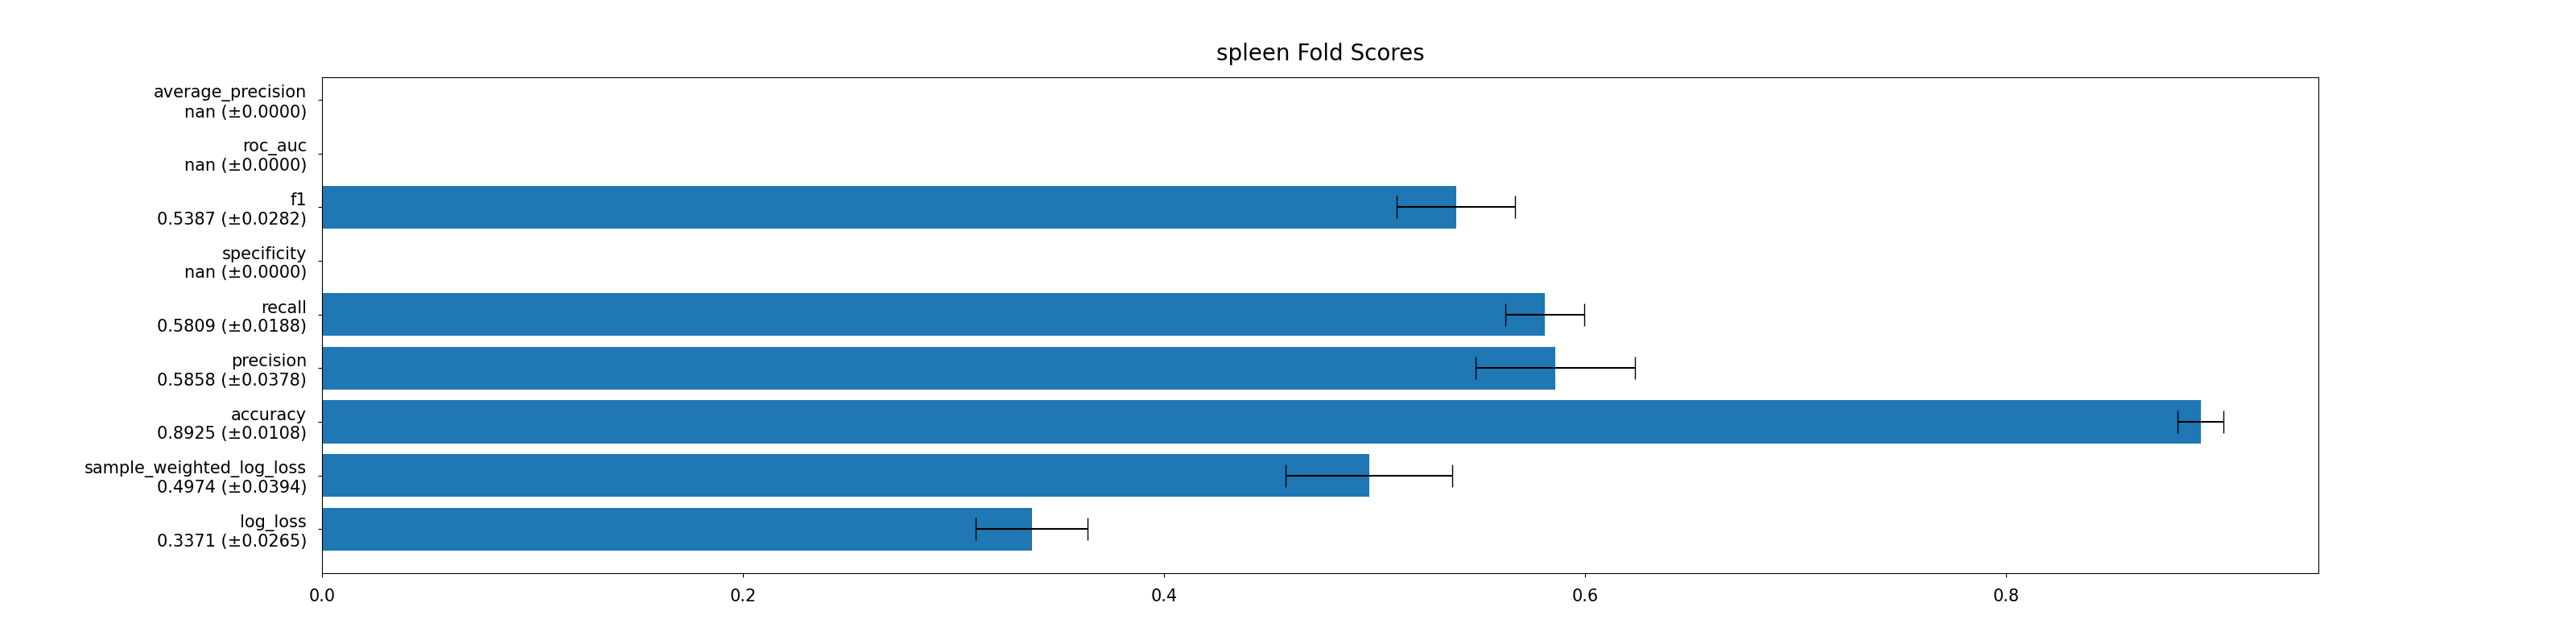 spleen Fold Scores
average_precision
nan (±0.0000)
roc_auc
nan (±0.0000)
f1
0.5387 (±0.0282)
specificity
nan (±0.0000)
recall
0.5809 (±0.0188)
precision
0.5858 (±0.0378)
accuracy
0.8925 (±0.0108)
sample_weighted_log_loss
0.4974 (±0.0394)
log_loss
0.3371 (±0.0265)
0.0 0.2 0.4 0.6 0.8